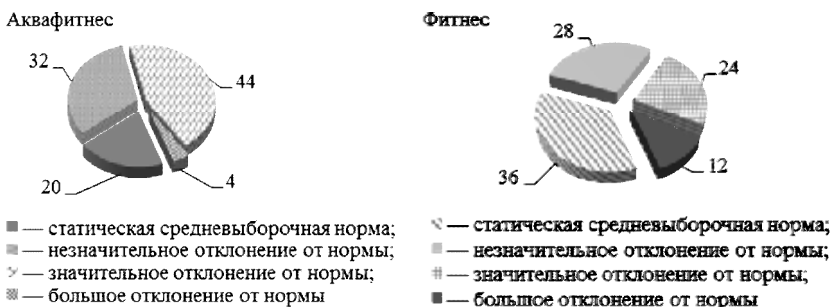 Аквафитнес
32
44
20
4
— статическая средневыборочная норма;
— незначительное отклонение от нормы;
— значительное отклонение от нормы;
— большое отклонение от нормы
Фитнес
28
24
36
12
— статическая средневыборочная норма;
— незначительное отклонение от нормы;
— значительное отклонение от нормы;
— большое отклонение от нормы